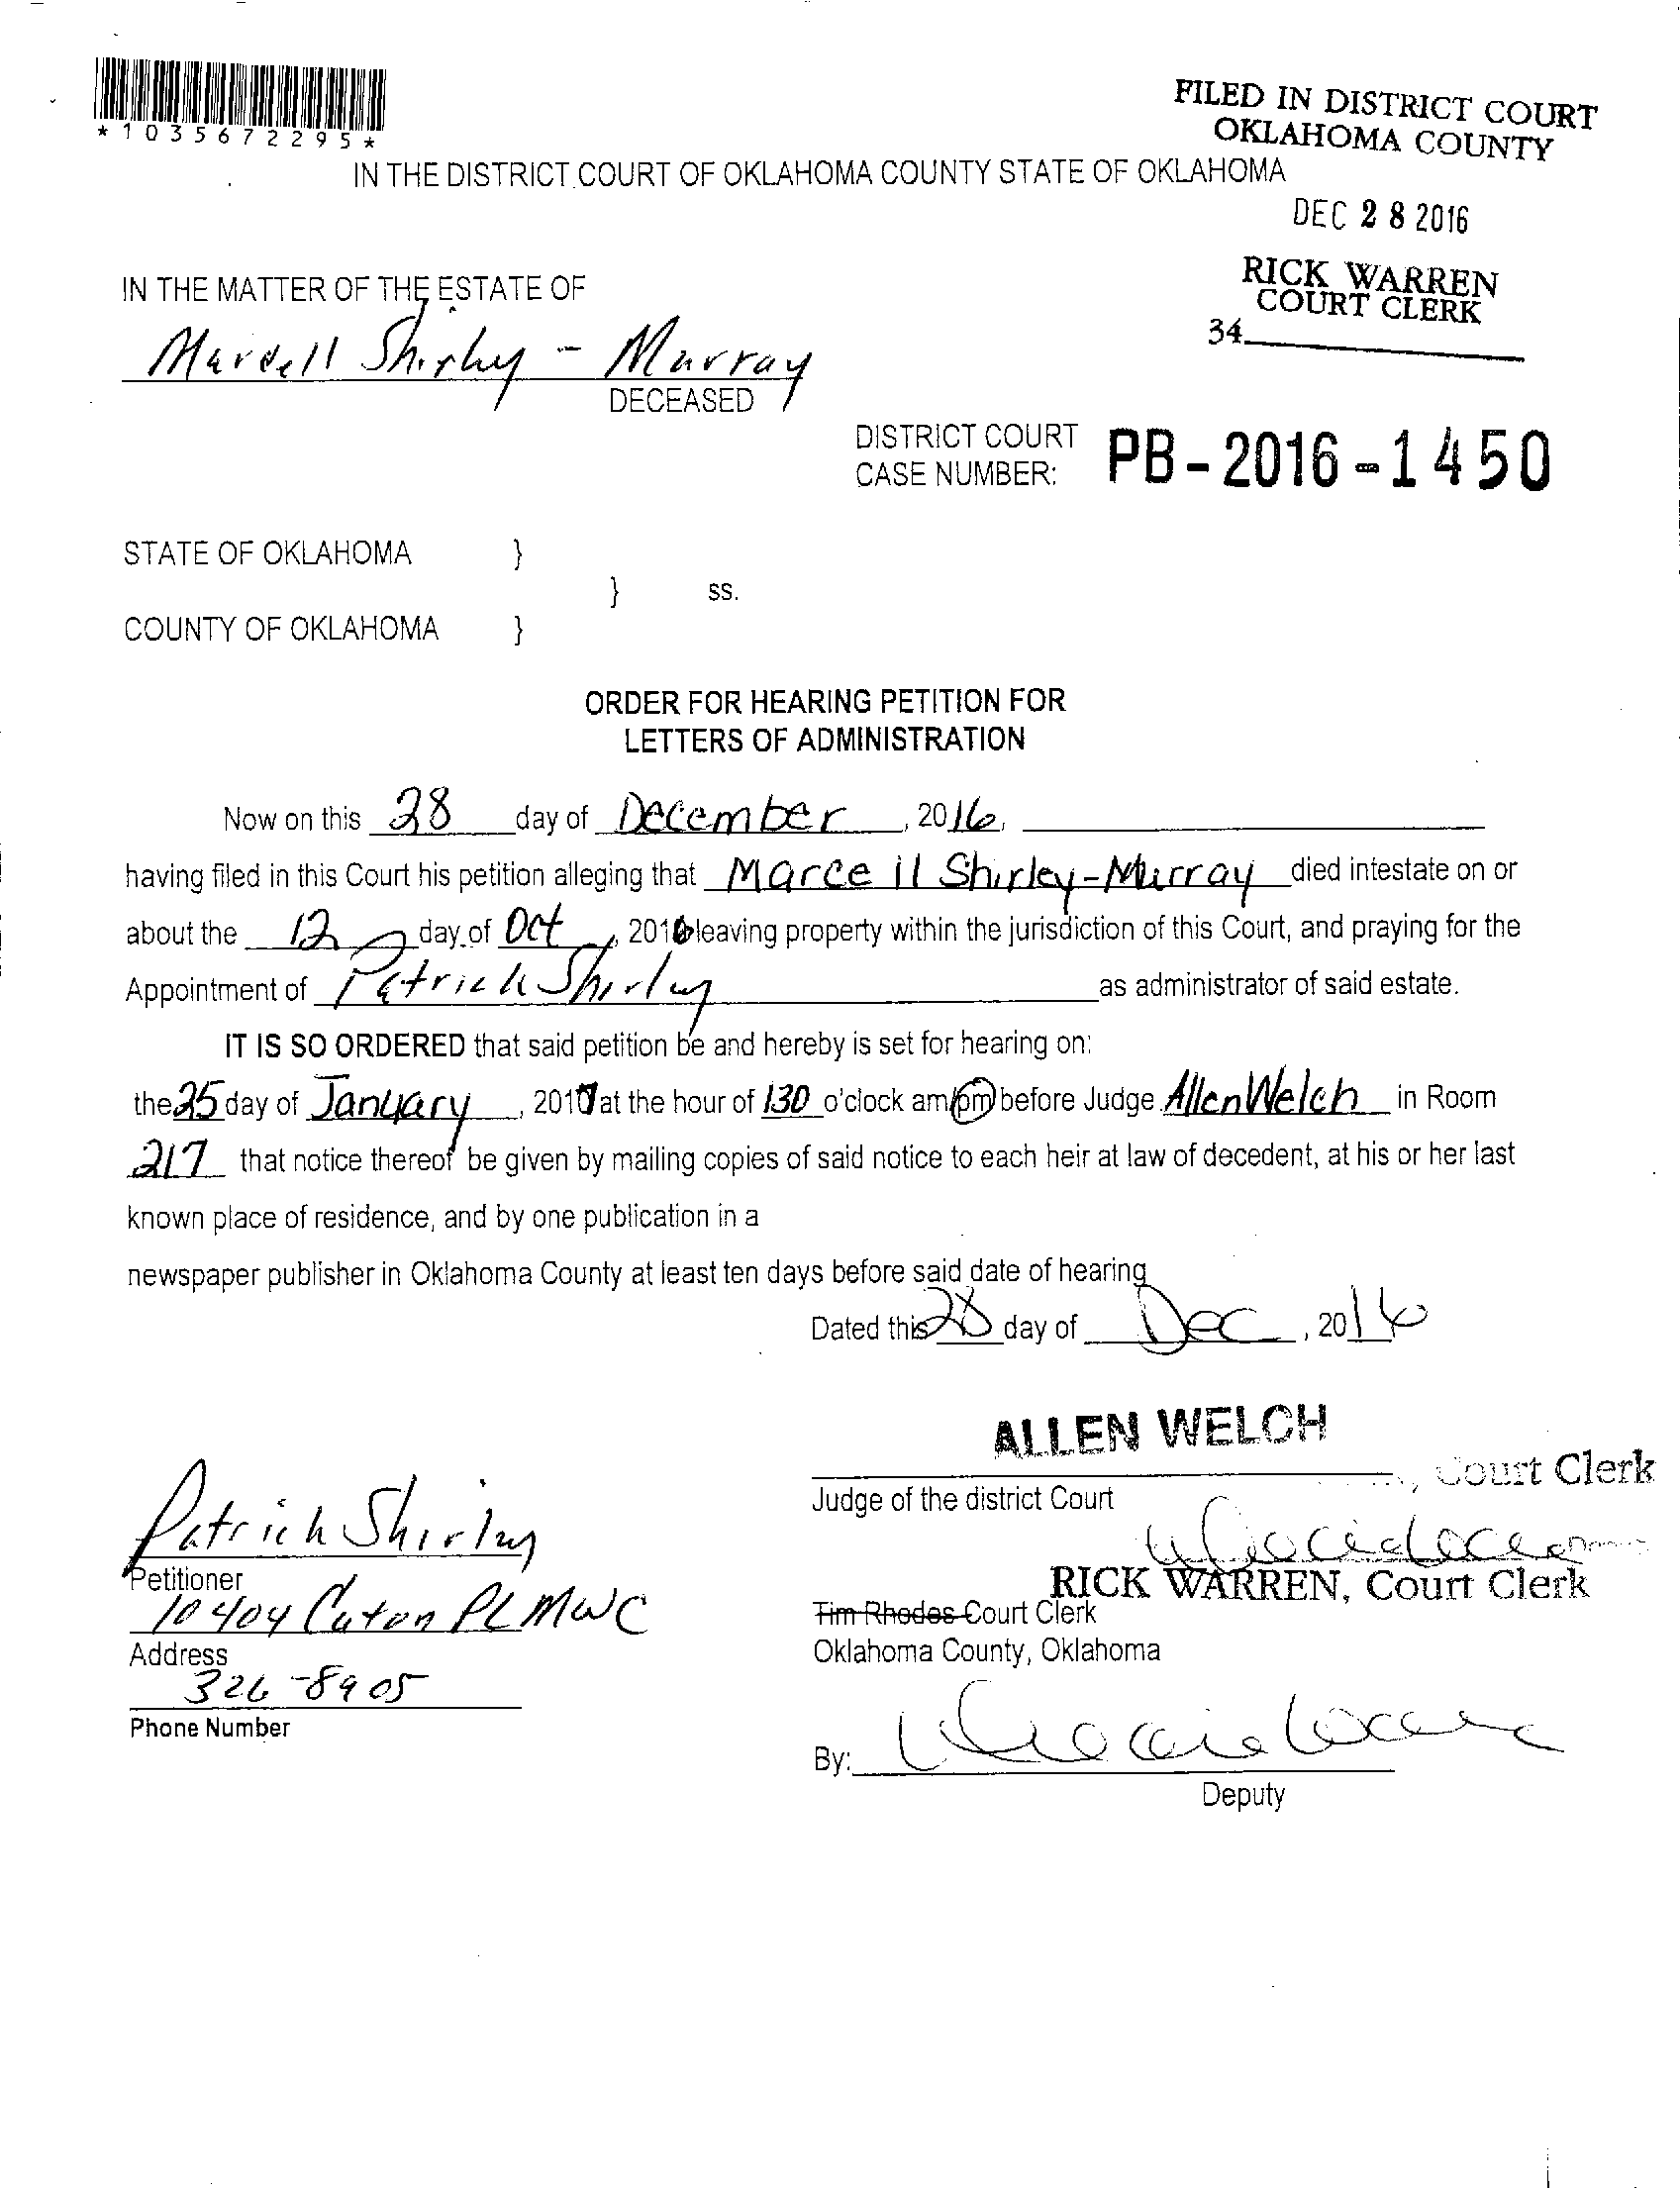 *1035672295*
FILED IN DISTRICT COURT
OKLAHOMA COUNTY
IN THE DISTRICT COURT OF OKLAHOMA COUNTY STATE OF OKLAHOMA
DEC 28 2016
RICK WARREN
COURT CLERK
34
IN THE MATTER OF THE ESTATE OF
Shirley - Murray
DECEASED
DISTRICT COURT
CASE NUMBER: PB-2016-1450
STATE OF OKLAHOMA }
} ss.
COUNTY OF OKLAHOMA }
ORDER FOR HEARING PETITION FOR
LETTERS OF ADMINISTRATION
Now on this 28 day of December, 2016,
having filed in this Court his petition alleging that Marcell Shirley-Murray died intestate on or
about the 12 day of Oct, 2016 leaving property within the jurisdiction of this Court, and praying for the
Appointment of Patrick Shirley as administrator of said estate.
IT IS SO ORDERED that said petition be and hereby is set for hearing on:
the 25 day of January, 2017 at the hour of 130 o'clock am/pm before Judge Allen Welch in Room
217 that notice thereof be given by mailing copies of said notice to each heir at law of decedent, at his or her last
known place of residence, and by one publication in a
newspaper publisher in Oklahoma County at least ten days before said date of hearing
Dated this 28 day of Dec, 2016
ALLEN WELCH
, Court Clerk
Judge of the district Court
Patrick Shirley
Petitioner
RICK WARREN, Court Clerk
10404 Caton PL MWC
Tim Rhodes Court Clerk
Address
Oklahoma County, Oklahoma
326-8905
Phone Number
By:
Deputy